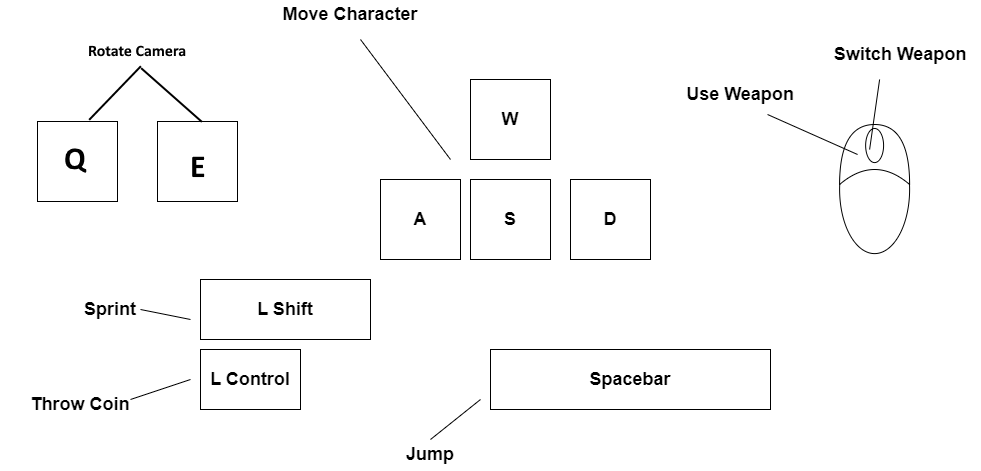 Move Character
Rotate Camera
Switch Weapon
Use Weapon
W
Q
E
A
S
D
Sprint
L Shift
L Control
Spacebar
Throw Coin
Jump